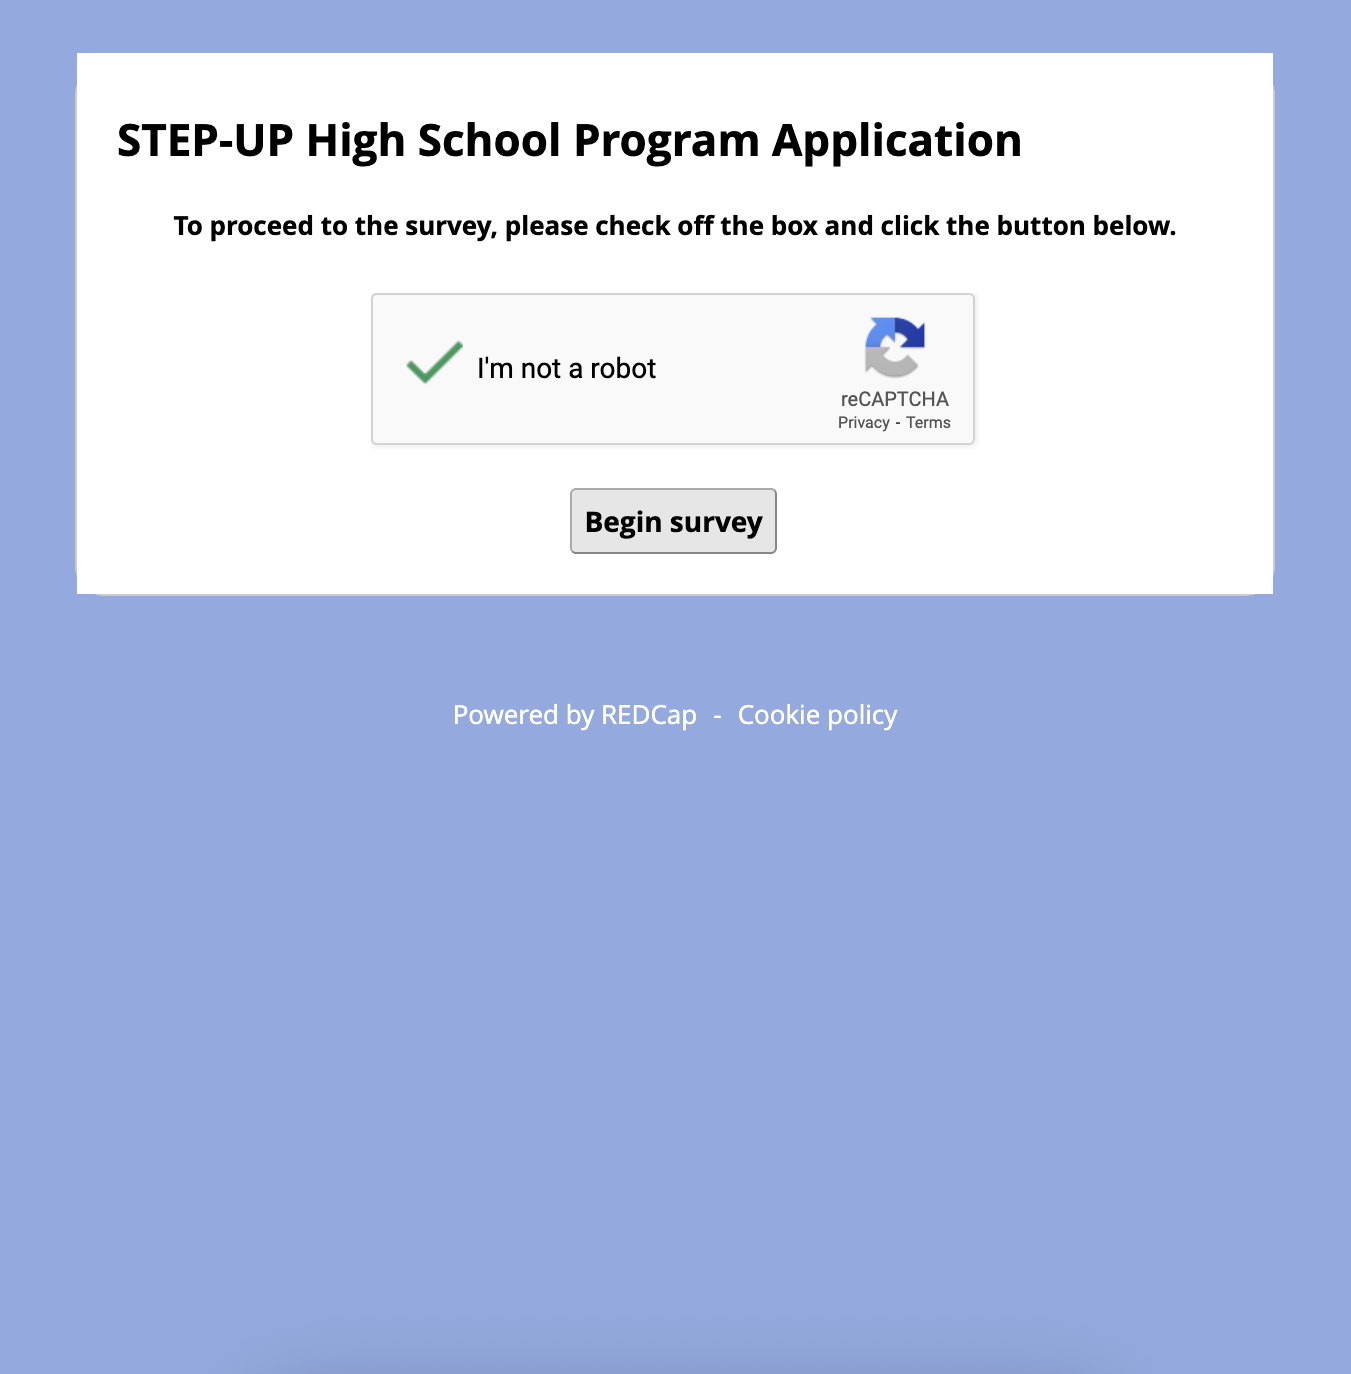 STEP-UP High School Program Application
To proceed to the survey, please check off the box and click the button below.
I'm not a robot
reCAPTCHA
Privacy - Terms
Begin survey
Powered by REDCap - Cookie policy